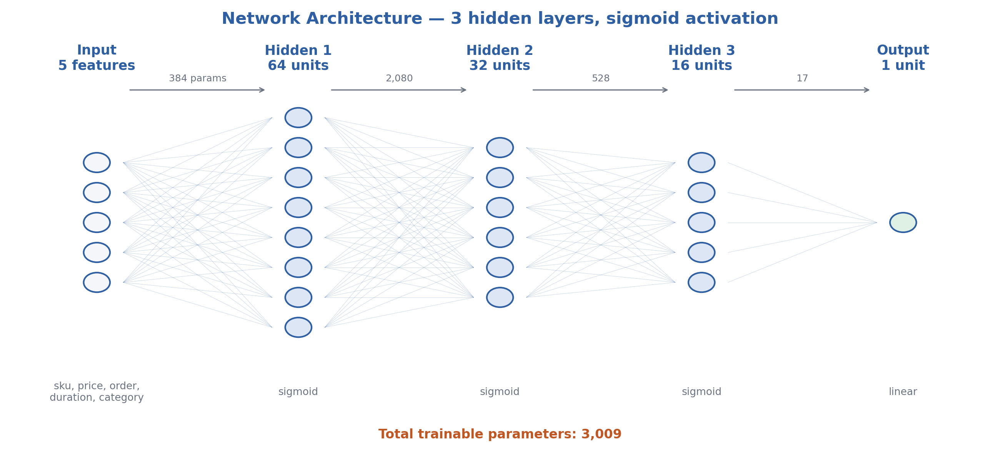 Network Architecture — 3 hidden layers, sigmoid activation
Input
5 features
Hidden 1
64 units
Hidden 2
32 units
Hidden 3
16 units
Output
1 unit
384 params
2,080
528
17
sku, price, order,
duration, category
sigmoid
sigmoid
sigmoid
linear
Total trainable parameters: 3,009